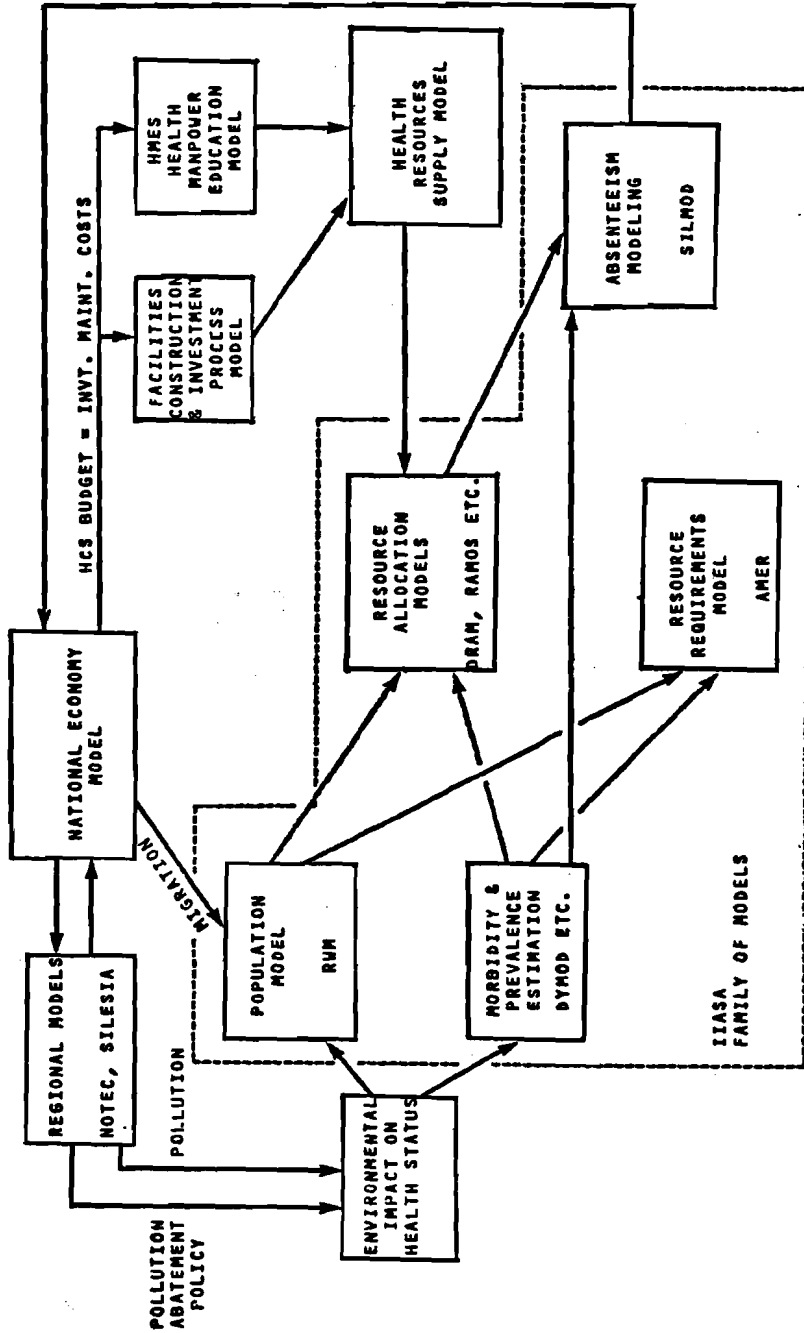 REGIONAL MODELS
NOTEC, SILESIA
NATIONAL ECONOMY
MODEL
HCS BUDGET = INVT. MAINT. COSTS
POLLUTION
ABATEMENT
POLICY
POLLUTION
MIGRATION
FACILITIES
CONSTRUCTION
& INVESTMENT
PROCESS
MODEL
HMES
HEALTH
MANPOWER
EDUCATION
MODEL
ENVIRONMENTAL
IMPACT ON
HEALTH STATUS
POPULATION
MODEL
RWM
RESOURCE
ALLOCATION
MODELS
DRAM, RAMOS ETC.
HEALTH
RESOURCES
SUPPLY MODEL
MORBIDITY &
PREVALENCE
ESTIMATION
DYMOD ETC.
RESOURCE
REQUIREMENTS
MODEL
AMER
ABSENTEEISM
MODELING
SILMOD
IIASA
FAMILY OF MODELS